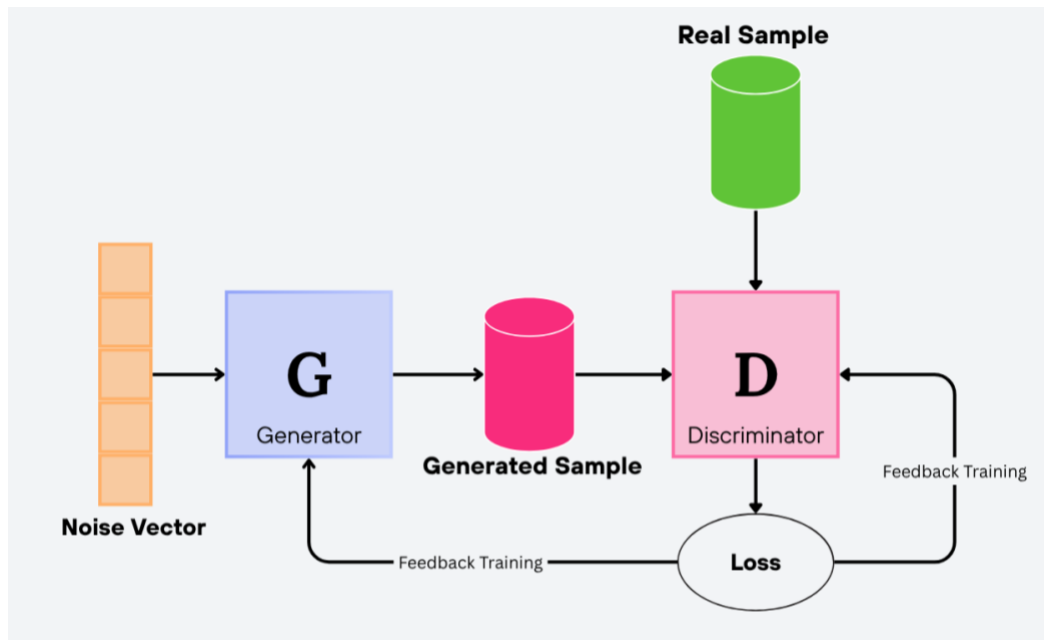 Real Sample
G
Generator
D
Discriminator
Generated Sample
Noise Vector
Feedback Training
Feedback Training
Loss